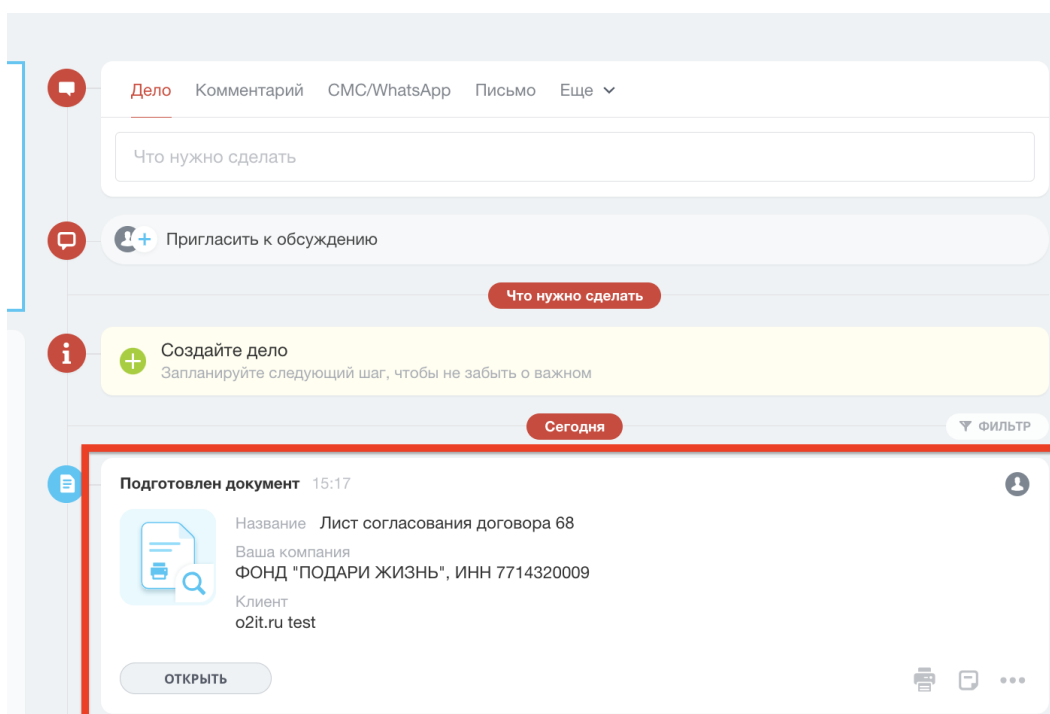 Дело Комментарий СМС/WhatsApp Письмо Еще
Что нужно сделать
Пригласить к обсуждению
Что нужно сделать
Создайте дело
Запланируйте следующий шаг, чтобы не забыть о важном
Сегодня
ФИЛЬТР
Подготовлен документ 15:17
Название Лист согласования договора 68
Ваша компания
ФОНД "ПОДАРИ ЖИЗНЬ", ИНН 7714320009
Клиент
o2it.ru test
ОТКРЫТЬ